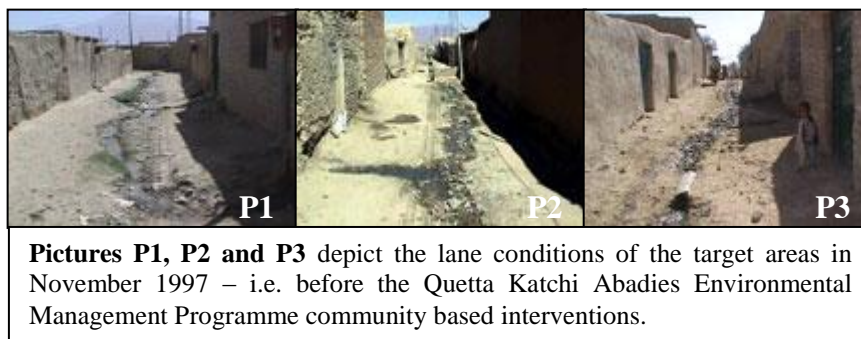 P1 P2 P3
Pictures P1, P2 and P3 depict the lane conditions of the target areas in
November 1997 – i.e. before the Quetta Katchi Abadies Environmental
Management Programme community based interventions.